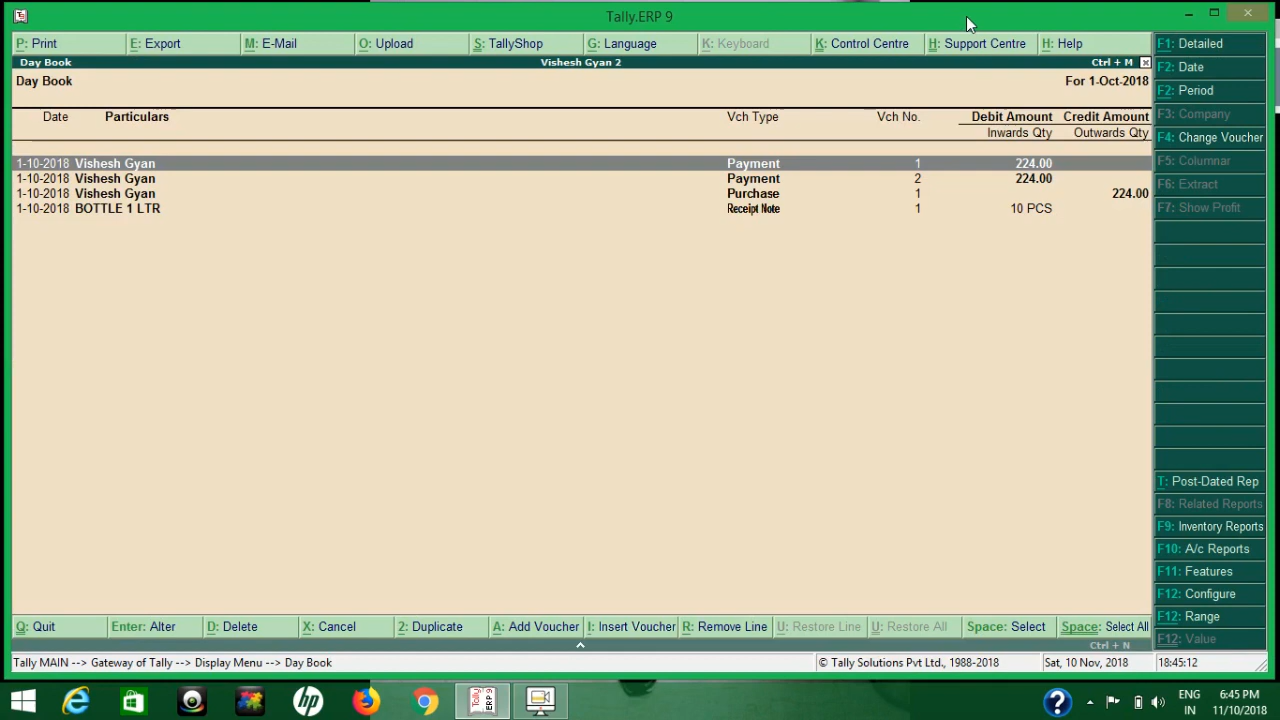 Tally.ERP 9
P: Print E: Export M: E-Mail O: Upload S: TallyShop G: Language K: Keyboard K: Control Centre H: Support Centre H: Help
Day Book Vishesh Gyan 2 Ctrl + M
Day Book For 1-Oct-2018
Date Particulars Vch Type Vch No. Debit Amount Credit Amount
Inwards Qty Outwards Qty
1-10-2018 Vishesh Gyan Payment 1 224.00
1-10-2018 Vishesh Gyan Payment 2 224.00
1-10-2018 Vishesh Gyan Purchase 1 224.00
1-10-2018 BOTTLE 1 LTR Receipt Note 1 10 PCS
F1: Detailed
F2: Date
F2: Period
F3: Company
F4: Change Voucher
F5: Columnar
F6: Extract
F7: Show Profit
T: Post-Dated Rep
F8: Related Reports
F9: Inventory Reports
F10: A/c Reports
F11: Features
F12: Configure
F12: Range
F12: Value
Q: Quit Enter: Alter D: Delete X: Cancel 2: Duplicate A: Add Voucher I: Insert Voucher R: Remove Line U: Restore Line U: Restore All Space: Select Space: Select All
Ctrl + N
Tally MAIN --> Gateway of Tally --> Display Menu --> Day Book © Tally Solutions Pvt Ltd., 1988-2018 Sat, 10 Nov, 2018 18:45:12
hp
Tally ERP 9
ENG 6:45 PM
IN 11/10/2018